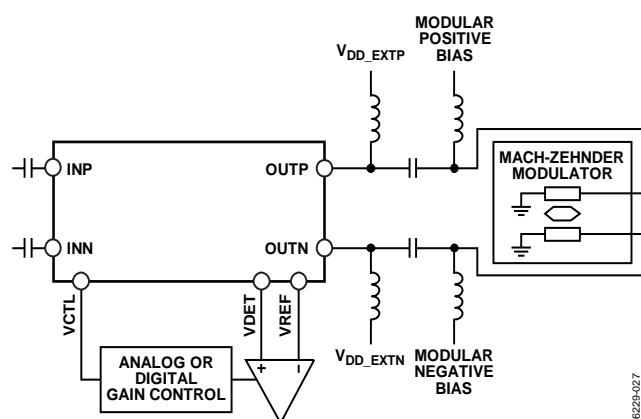 MODULAR
POSITIVE
BIAS
VDD_EXTP
MACH-ZEHNDER
MODULATOR
INP
OUTP
INN
OUTN
VCTL
VDET
VREF
+
–
ANALOG OR
DIGITAL
GAIN CONTROL
VDD_EXTN
MODULAR
NEGATIVE
BIAS
6229-027